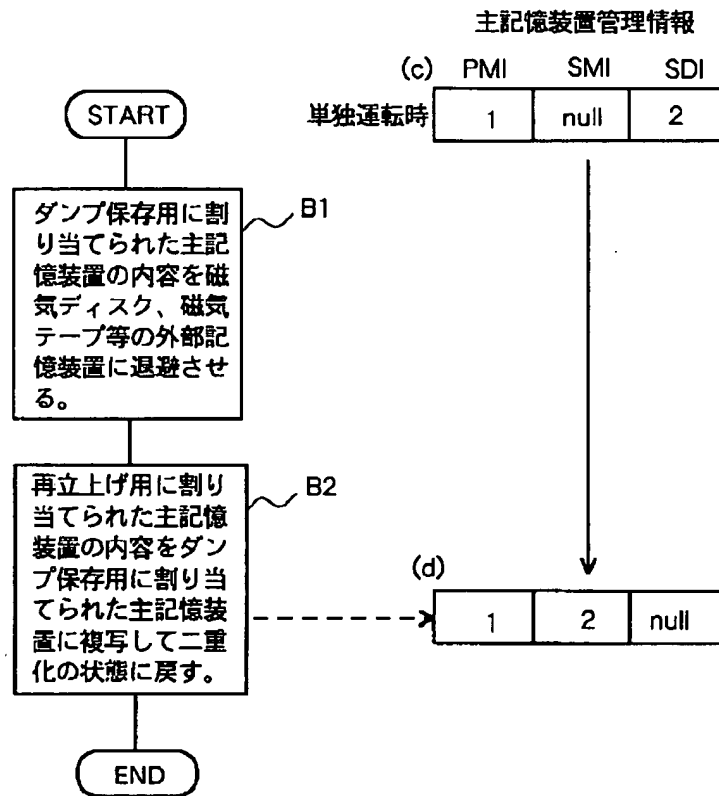 主記憶装置管理情報
(c) PMI SMI SDI
単独運転時 1 null 2
START
ダンプ保存用に割
り当てられた主記
憶装置の内容を磁
気ディスク、磁気
テープ等の外部記
憶装置に退避させ
る。
B1
再立上げ用に割り
当てられた主記憶
装置の内容をダン
プ保存用に割り当
てられた主記憶装
置に複写して二重
化の状態に戻す。
B2
(d)
1 2 null
END